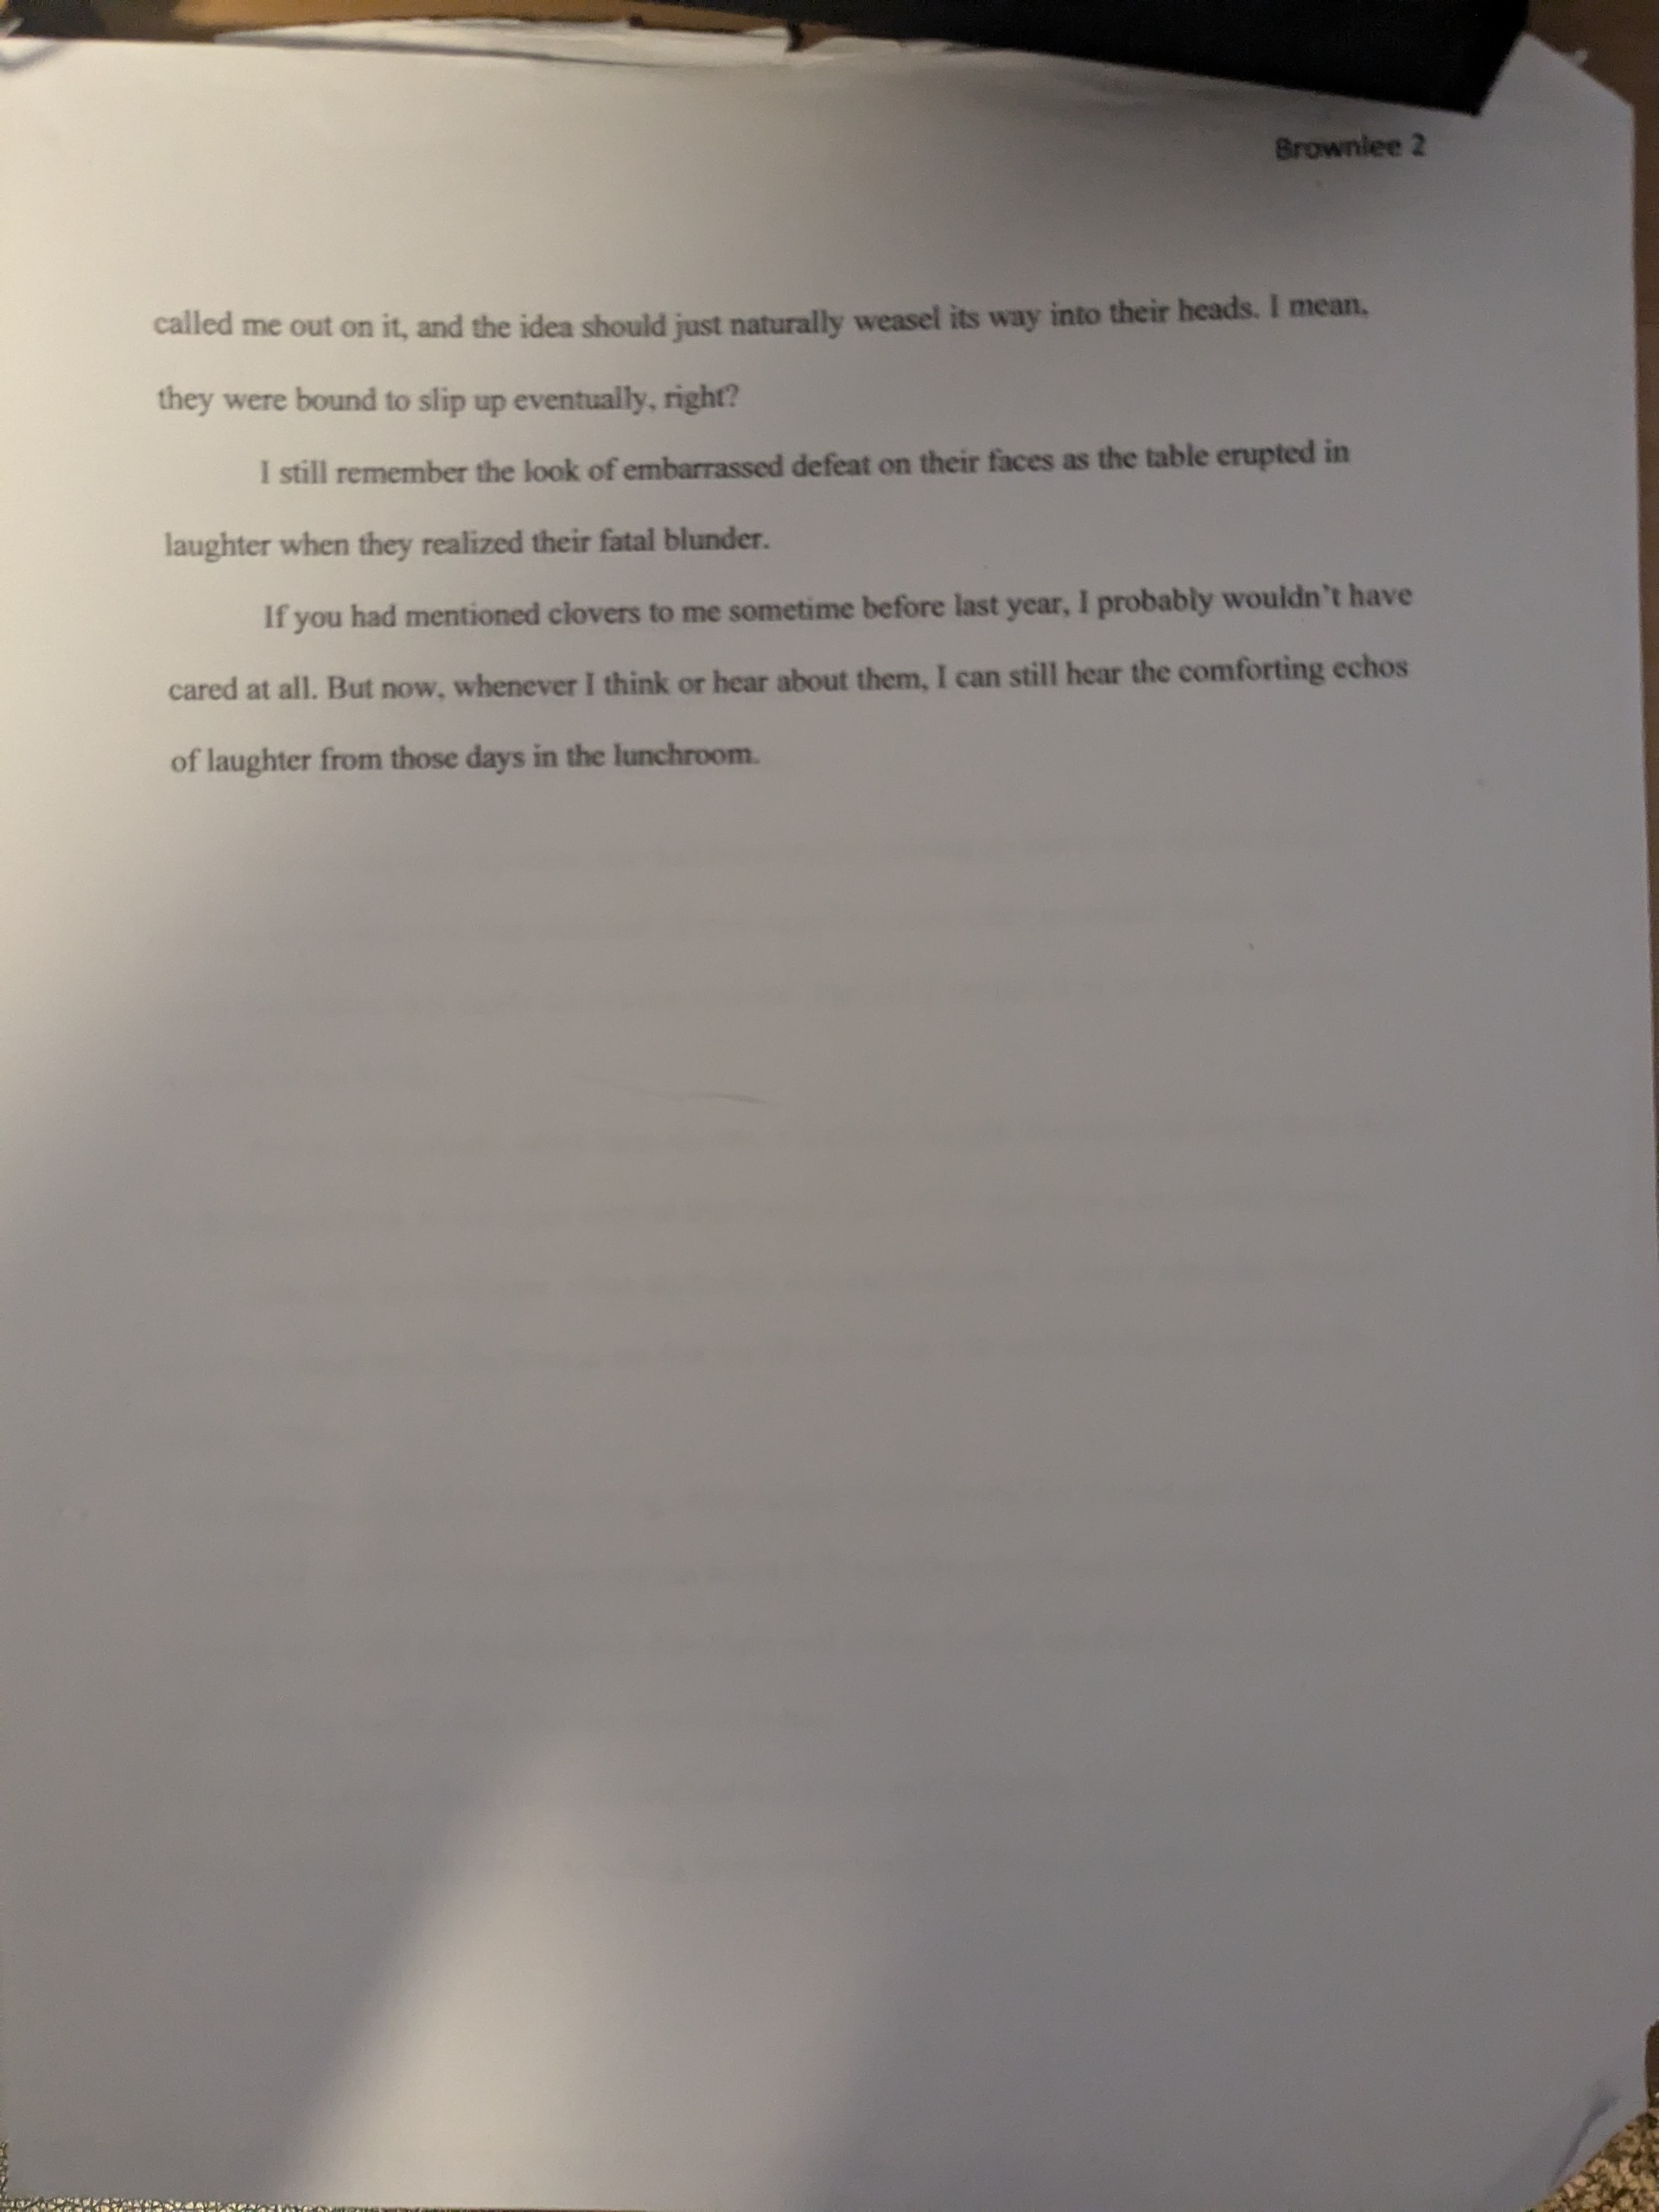 Brownlee 2
called me out on it, and the idea should just naturally weasel its way into their heads. I mean,
they were bound to slip up eventually, right?
I still remember the look of embarrassed defeat on their faces as the table erupted in
laughter when they realized their fatal blunder.
If you had mentioned clovers to me sometime before last year, I probably wouldn't have
cared at all. But now, whenever I think or hear about them, I can still hear the comforting echos
of laughter from those days in the lunchroom.